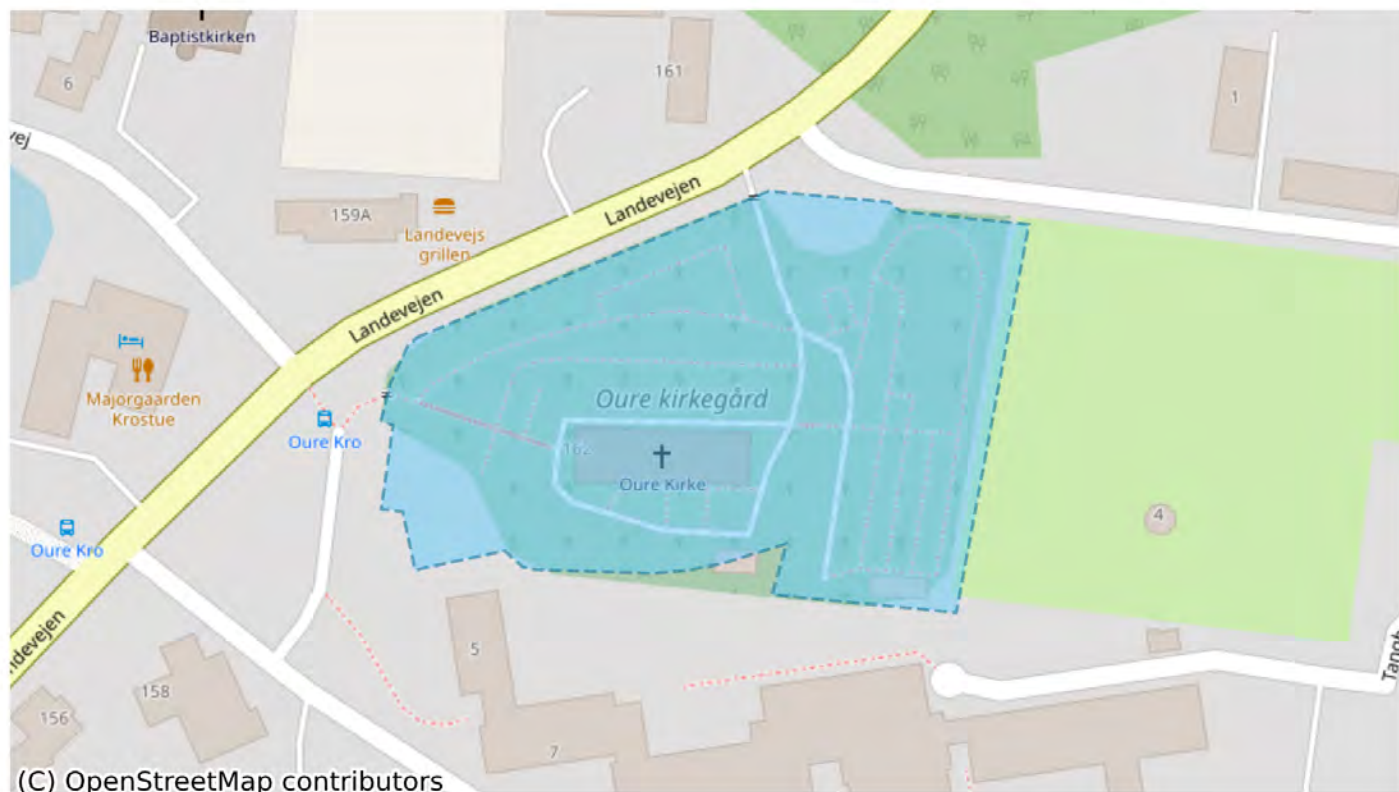 Baptistkirken
6
161
1
vej
159A
Landevejs
grillen
Landevejen
Landevejen
Majorgaarden
Krostue
Oure Kro
Oure kirkegård
162
Oure Kirke
4
Oure Kro
ndevejen
5
158
156
7
(C) OpenStreetMap contributors